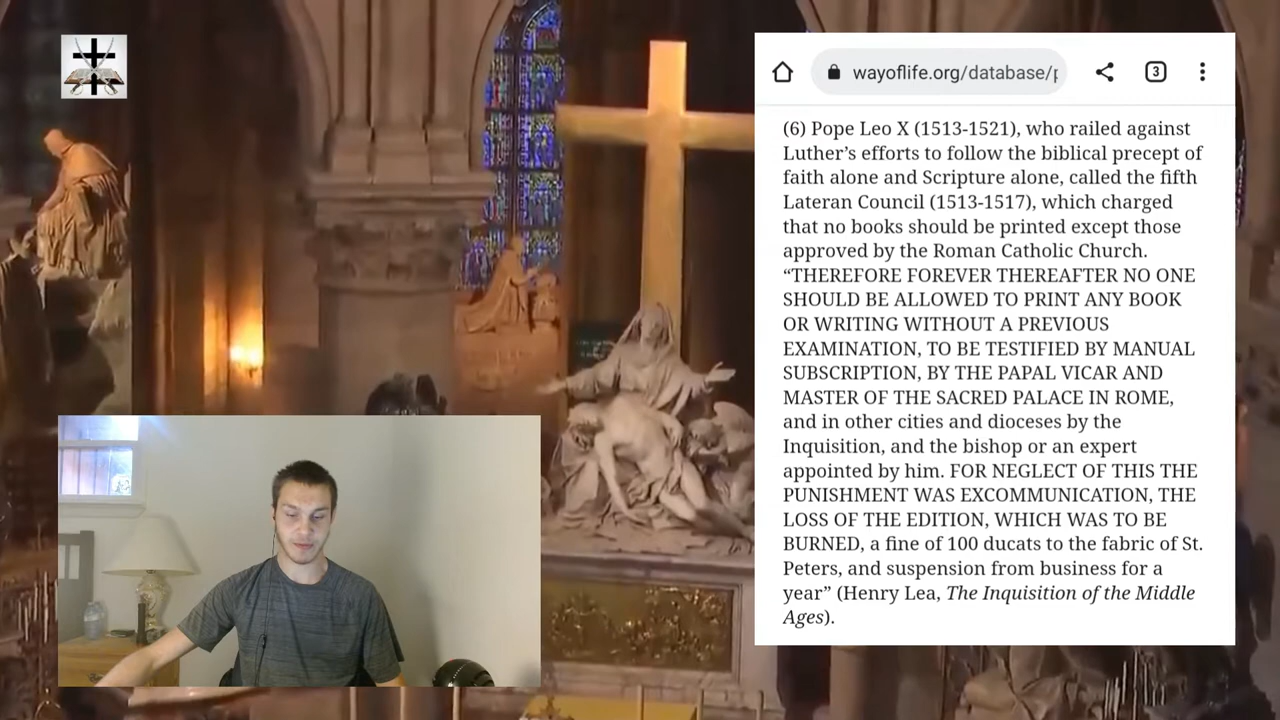 wayoflife.org/database/p
3
(6) Pope Leo X (1513-1521), who railed against
Luther’s efforts to follow the biblical precept of
faith alone and Scripture alone, called the fifth
Lateran Council (1513-1517), which charged
that no books should be printed except those
approved by the Roman Catholic Church.
“THEREFORE FOREVER THEREAFTER NO ONE
SHOULD BE ALLOWED TO PRINT ANY BOOK
OR WRITING WITHOUT A PREVIOUS
EXAMINATION, TO BE TESTIFIED BY MANUAL
SUBSCRIPTION, BY THE PAPAL VICAR AND
MASTER OF THE SACRED PALACE IN ROME,
and in other cities and dioceses by the
Inquisition, and the bishop or an expert
appointed by him. FOR NEGLECT OF THIS THE
PUNISHMENT WAS EXCOMMUNICATION, THE
LOSS OF THE EDITION, WHICH WAS TO BE
BURNED, a fine of 100 ducats to the fabric of St.
Peters, and suspension from business for a
year” (Henry Lea, The Inquisition of the Middle
Ages).